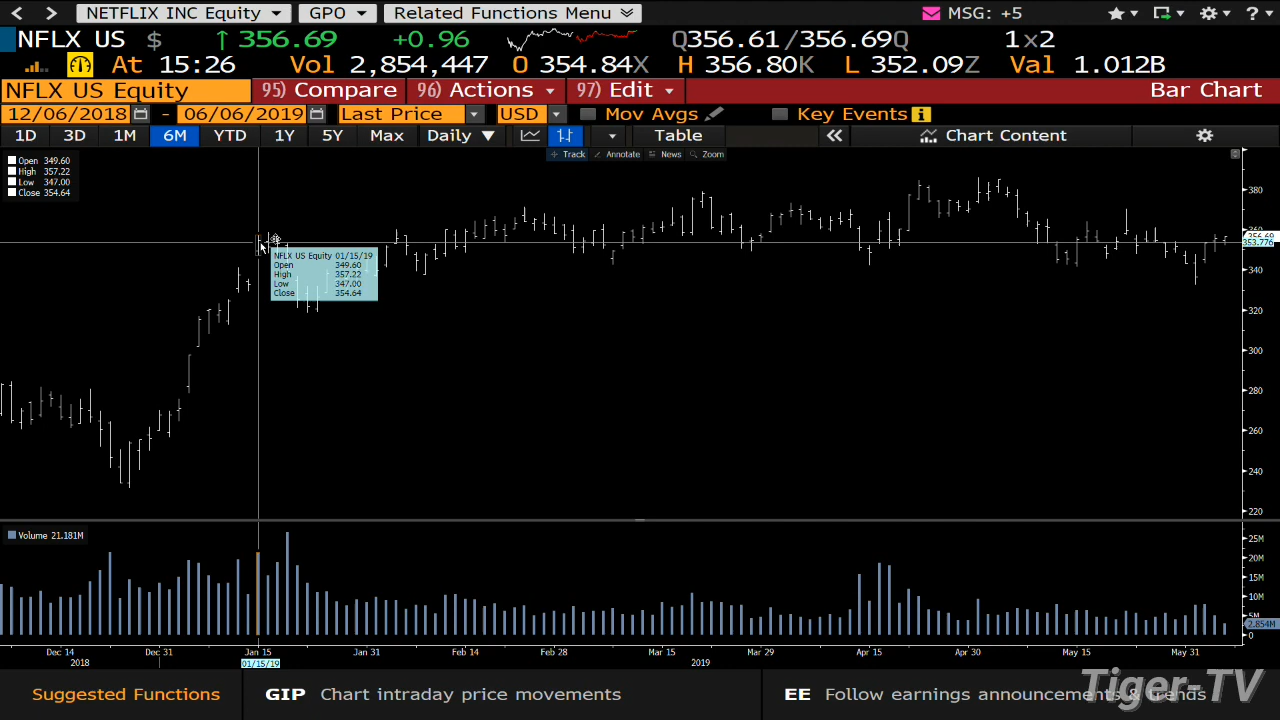 NETFLIX INC Equity GPO Related Functions Menu MSG: +5 ?
NFLX US $ ↑ 356.69 +0.96 Q356.61/356.69Q 1x2
At 15:26 Vol 2,854,447 O 354.84X H 356.80K L 352.09Z Val 1.012B
NFLX US Equity 95) Compare 96) Actions 97) Edit Bar Chart
12/06/2018 - 06/06/2019 Last Price USD Mov Avgs Key Events i
1D 3D 1M 6M YTD 1Y 5Y Max Daily ▼ Table « Chart Content
Track Annotate News Zoom
Open 349.60
High 357.22
Low 347.00
Close 354.64
380
356.69
353.776
340
320
300
280
260
240
220
NFLX US Equity 01/15/19
Open 349.60
High 357.22
Low 347.00
Close 354.64
Volume 21.181M
25M
20M
15M
10M
5M
2.854M
0
Dec 14 Dec 31 Jan 15 Jan 31 Feb 14 Feb 28 Mar 15 Mar 29 Apr 15 Apr 30 May 15 May 31
2018 01/15/19 2019
Suggested Functions GIP Chart intraday price movements EE Follow earnings announcements & trends
Tiger-TV